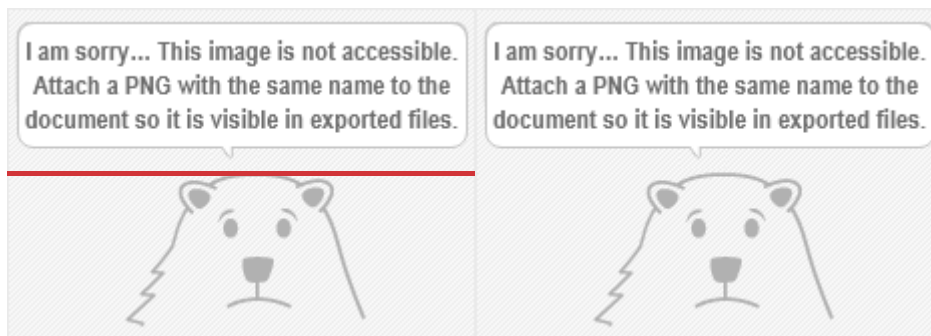 I am sorry... This image is not accessible.
Attach a PNG with the same name to the
document so it is visible in exported files.
I am sorry... This image is not accessible.
Attach a PNG with the same name to the
document so it is visible in exported files.